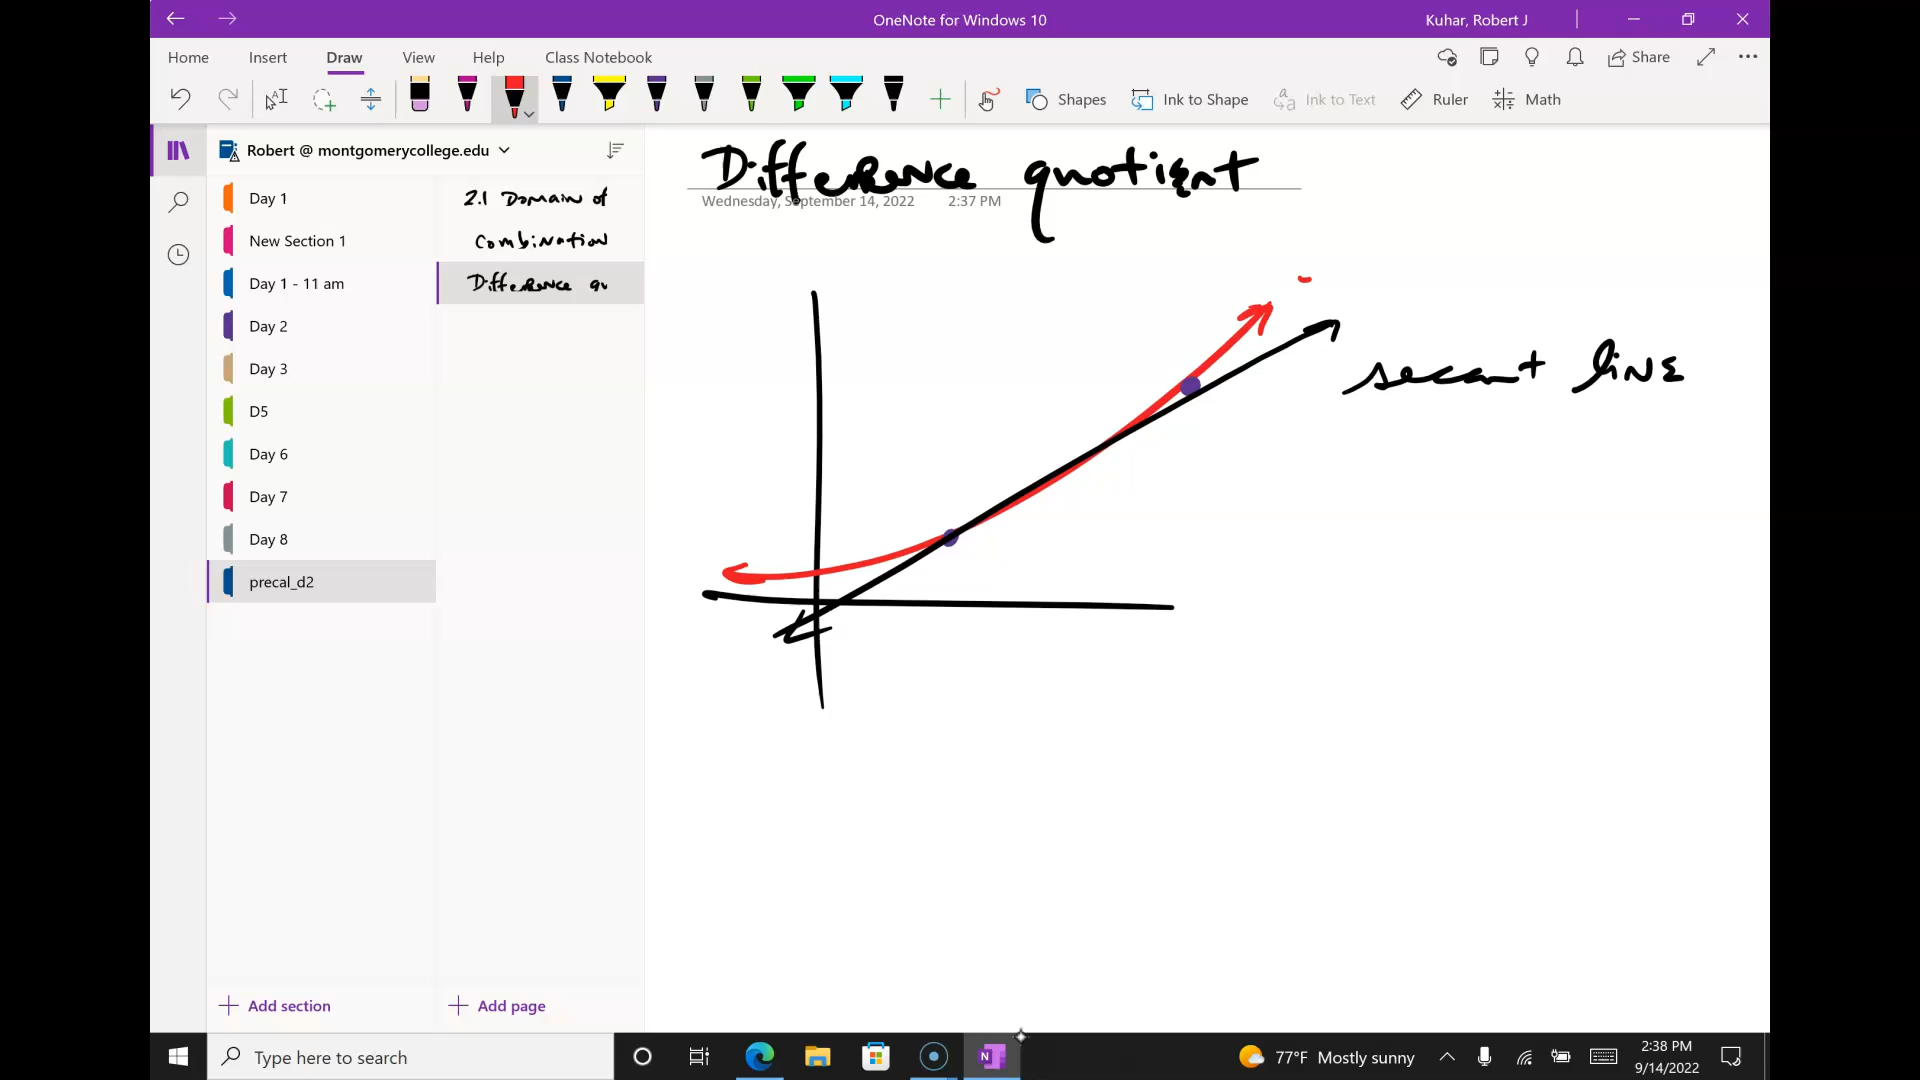 OneNote for Windows 10
Kuhar, Robert J
Home Insert Draw View Help Class Notebook
Share
Shapes Ink to Shape Ink to Text Ruler Math
Robert @ montgomerycollege.edu
Day 1
New Section 1
Day 1 - 11 am
Day 2
Day 3
D5
Day 6
Day 7
Day 8
precal_d2
Add section
2.1 Domain of
Combination
Difference qu
Add page
Difference quotient
Wednesday, September 14, 2022 2:37 PM
secant line
Type here to search
77°F Mostly sunny
2:38 PM
9/14/2022